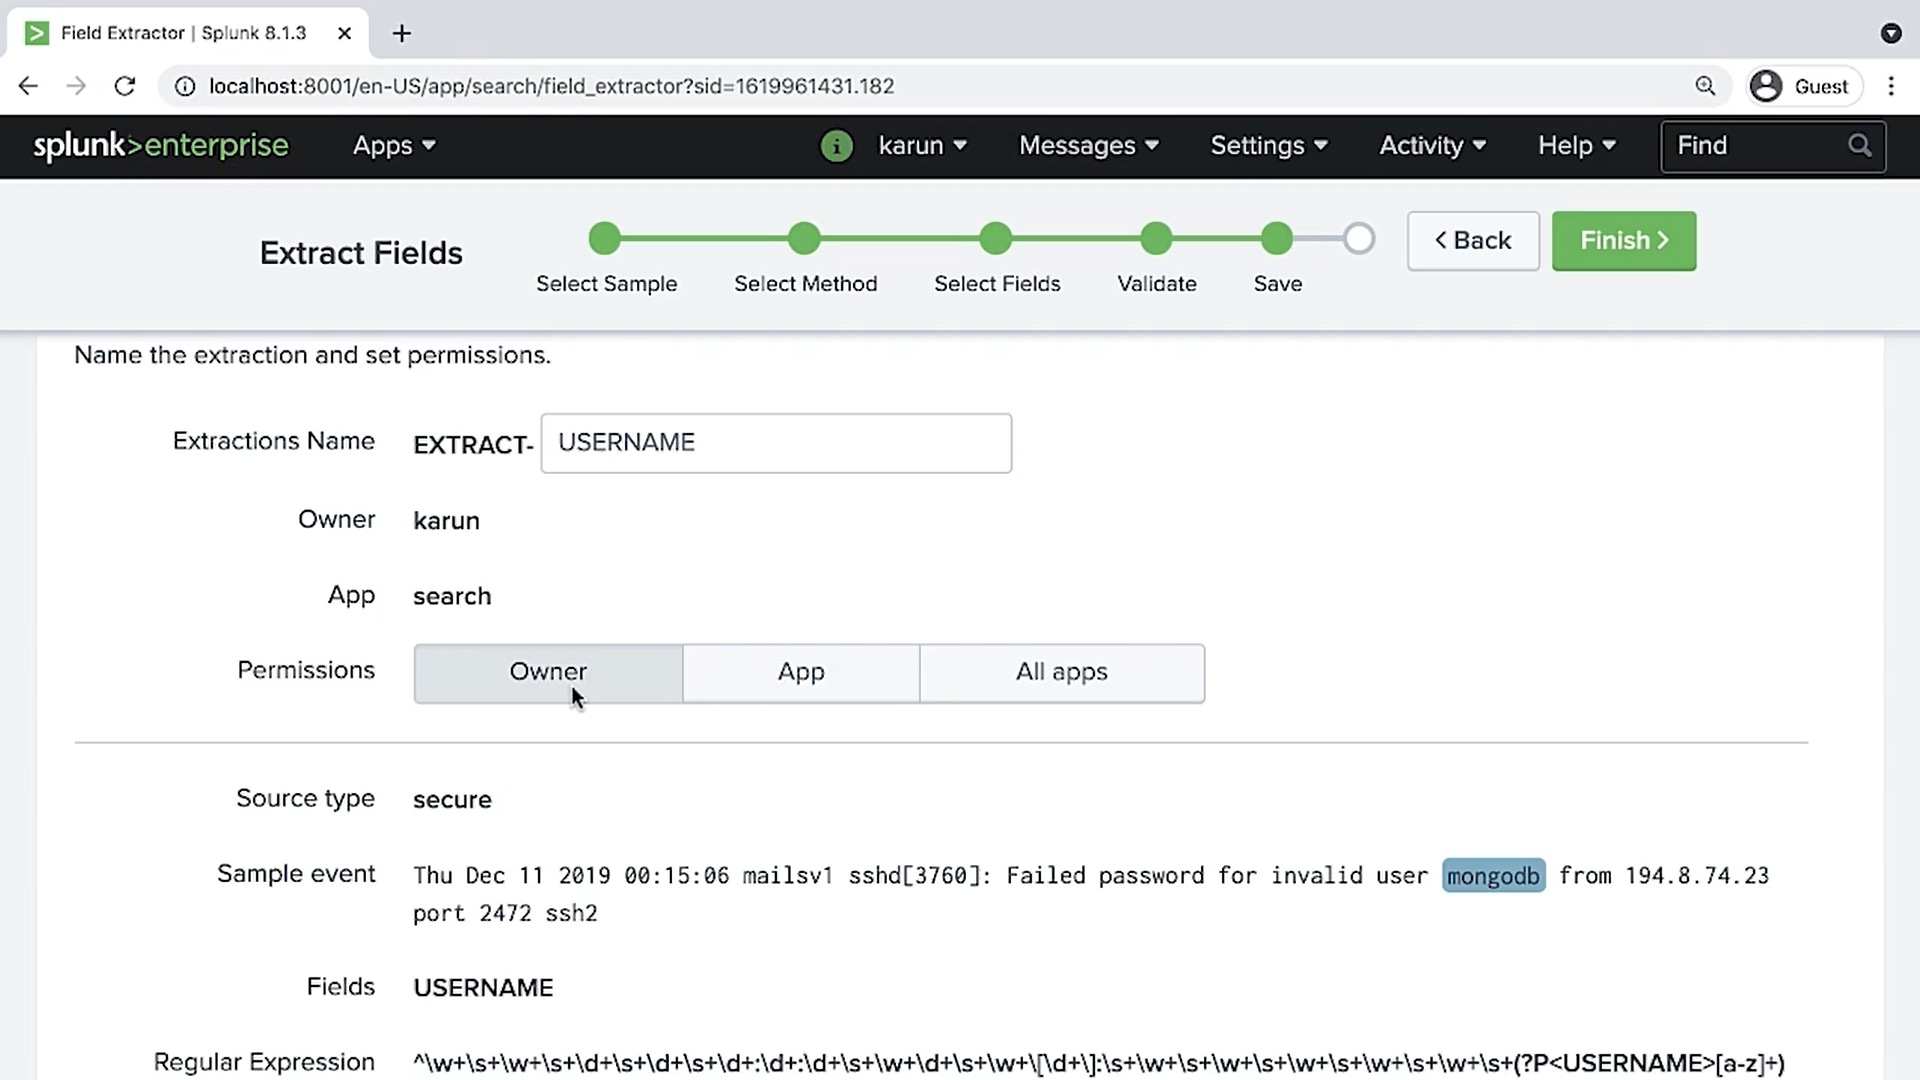 Field Extractor | Splunk 8.1.3
localhost:8001/en-US/app/search/field_extractor?sid=1619961431.182
Guest
splunk>enterprise Apps i karun Messages Settings Activity Help Find
Extract Fields
Select Sample Select Method Select Fields Validate Save
< Back Finish >
Name the extraction and set permissions.
Extractions Name EXTRACT- USERNAME
Owner karun
App search
Permissions Owner App All apps
Source type secure
Sample event Thu Dec 11 2019 00:15:06 mailsv1 sshd[3760]: Failed password for invalid user mongodb from 194.8.74.23
port 2472 ssh2
Fields USERNAME
Regular Expression ^\w+\s+\w+\s+\d+\s+\d+\s+\d+:\d+:\d+\s+\w+\d+\s+\w+\[\d+\]:\s+\w+\s+\w+\s+\w+\s+\w+\s+\w+\s+(?P<USERNAME>[a-z]+)